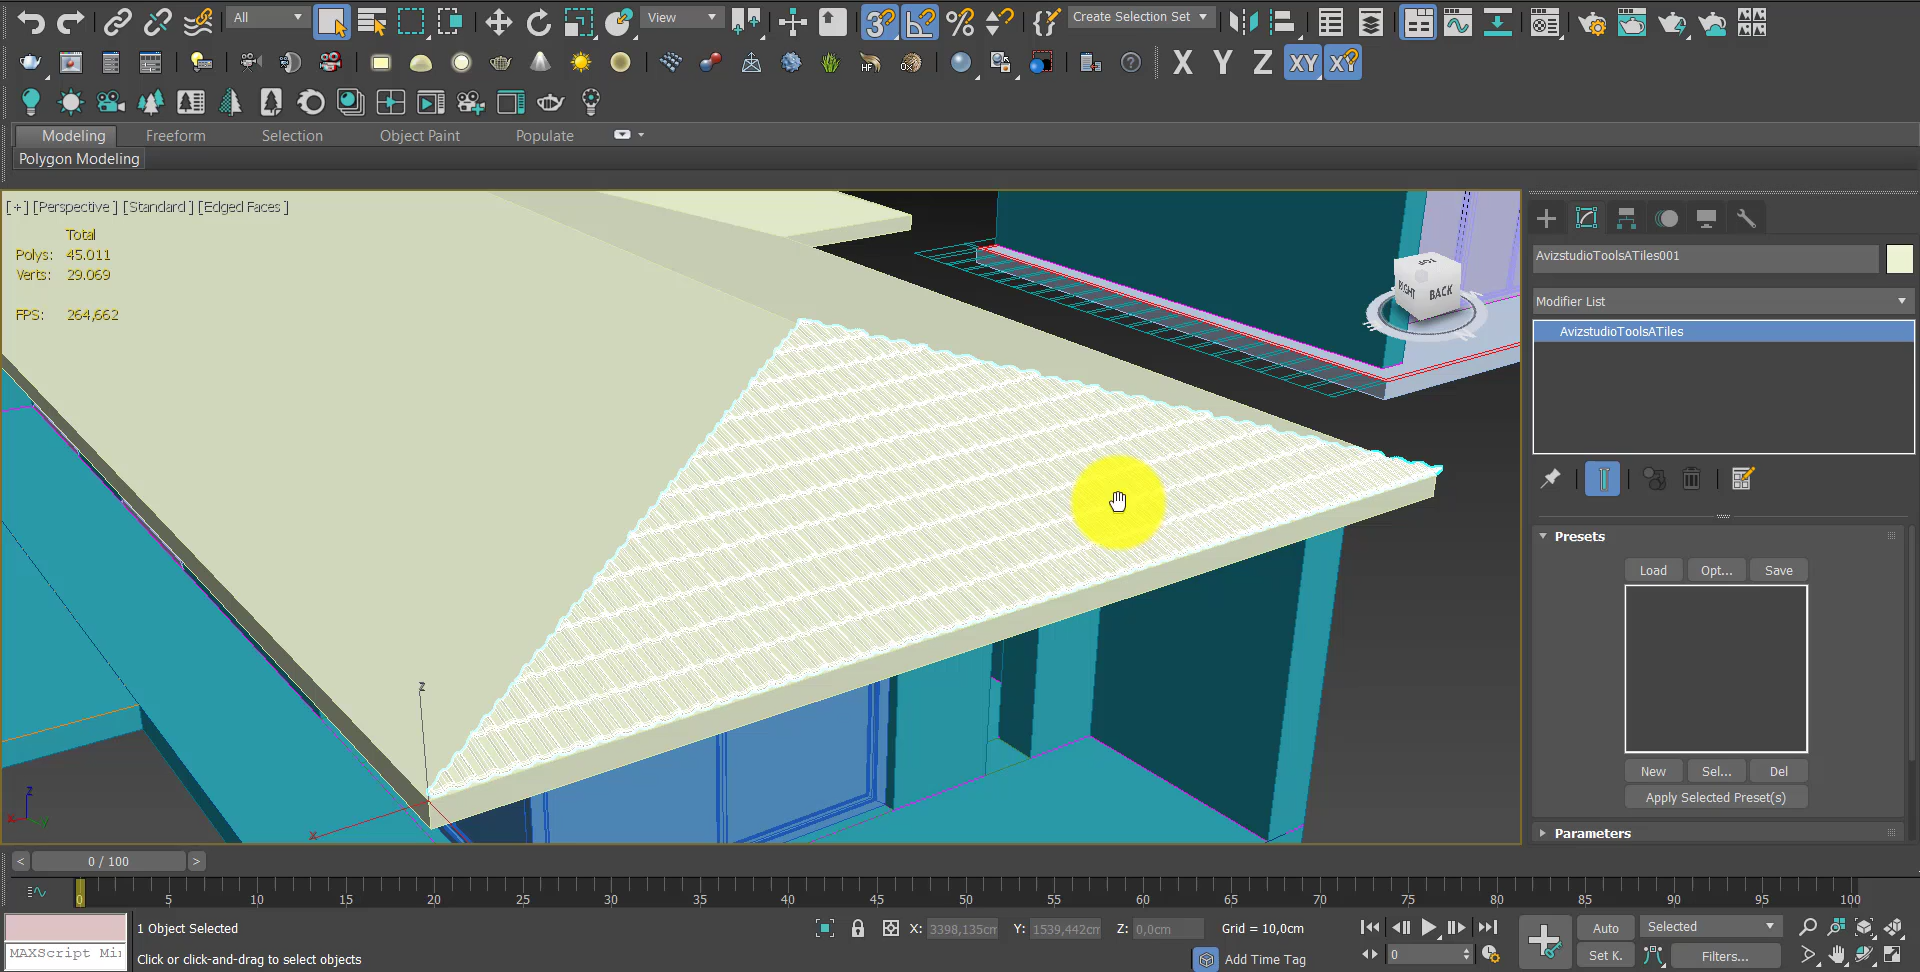 All
View
Create Selection Set
X Y Z XY XY
HF
Modeling Freeform Selection Object Paint Populate
Polygon Modeling
[ + ] [Perspective ] [Standard ] [Edged Faces ]
Total
Polys: 45.011
Verts: 29.069
FPS: 264,662
TOP
BACK
z
x
z
x
y
AvizstudioToolsATiles001
Modifier List
AvizstudioToolsATiles
Presets
Load Opt... Save
New Sel... Del
Apply Selected Preset(s)
Parameters
< 0 / 100 >
0 5 10 15 20 25 30 35 40 45 50 55 60 65 70 75 80 85 90 95 100
1 Object Selected
X: 3398,135cm Y: 1539,442cm Z: 0,0cm Grid = 10,0cm
Auto Selected
MAXScript Mi
Click or click-and-drag to select objects
Add Time Tag
0
Set K. Filters...